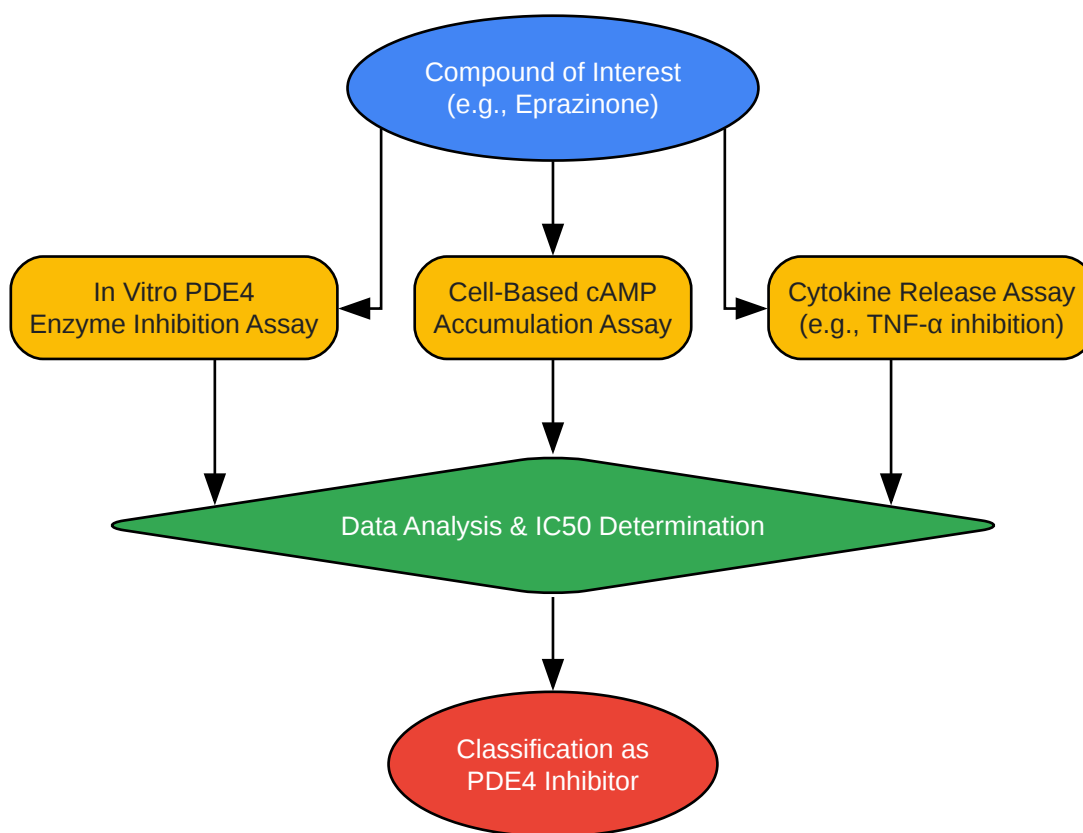 Compound of Interest
(e.g., Eprazinone)
In Vitro PDE4
Enzyme Inhibition Assay
Cell-Based cAMP
Accumulation Assay
Cytokine Release Assay
(e.g., TNF-α inhibition)
Data Analysis & IC50 Determination
Classification as
PDE4 Inhibitor